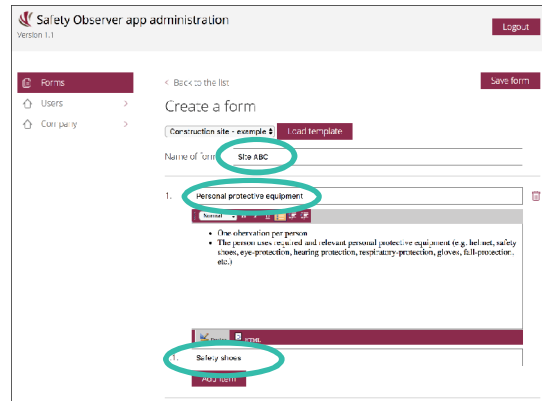 Safety Observer app administration
Version 1.1
Logout
Forms
Users
Company
< Back to the list
Save form
Create a form
Construction site - example
Load template
Name of form
Site ABC
1.
Personal protective equipment
Normal
• One obervation per person
• The person uses required and relevant personal protective equipment (e.g. helmet, safety
shoes, eye-protection, hearing protection, respiratory-protection, gloves, fall-protection,
etc.)
Design
HTML
1.
Safety shoes
Add item